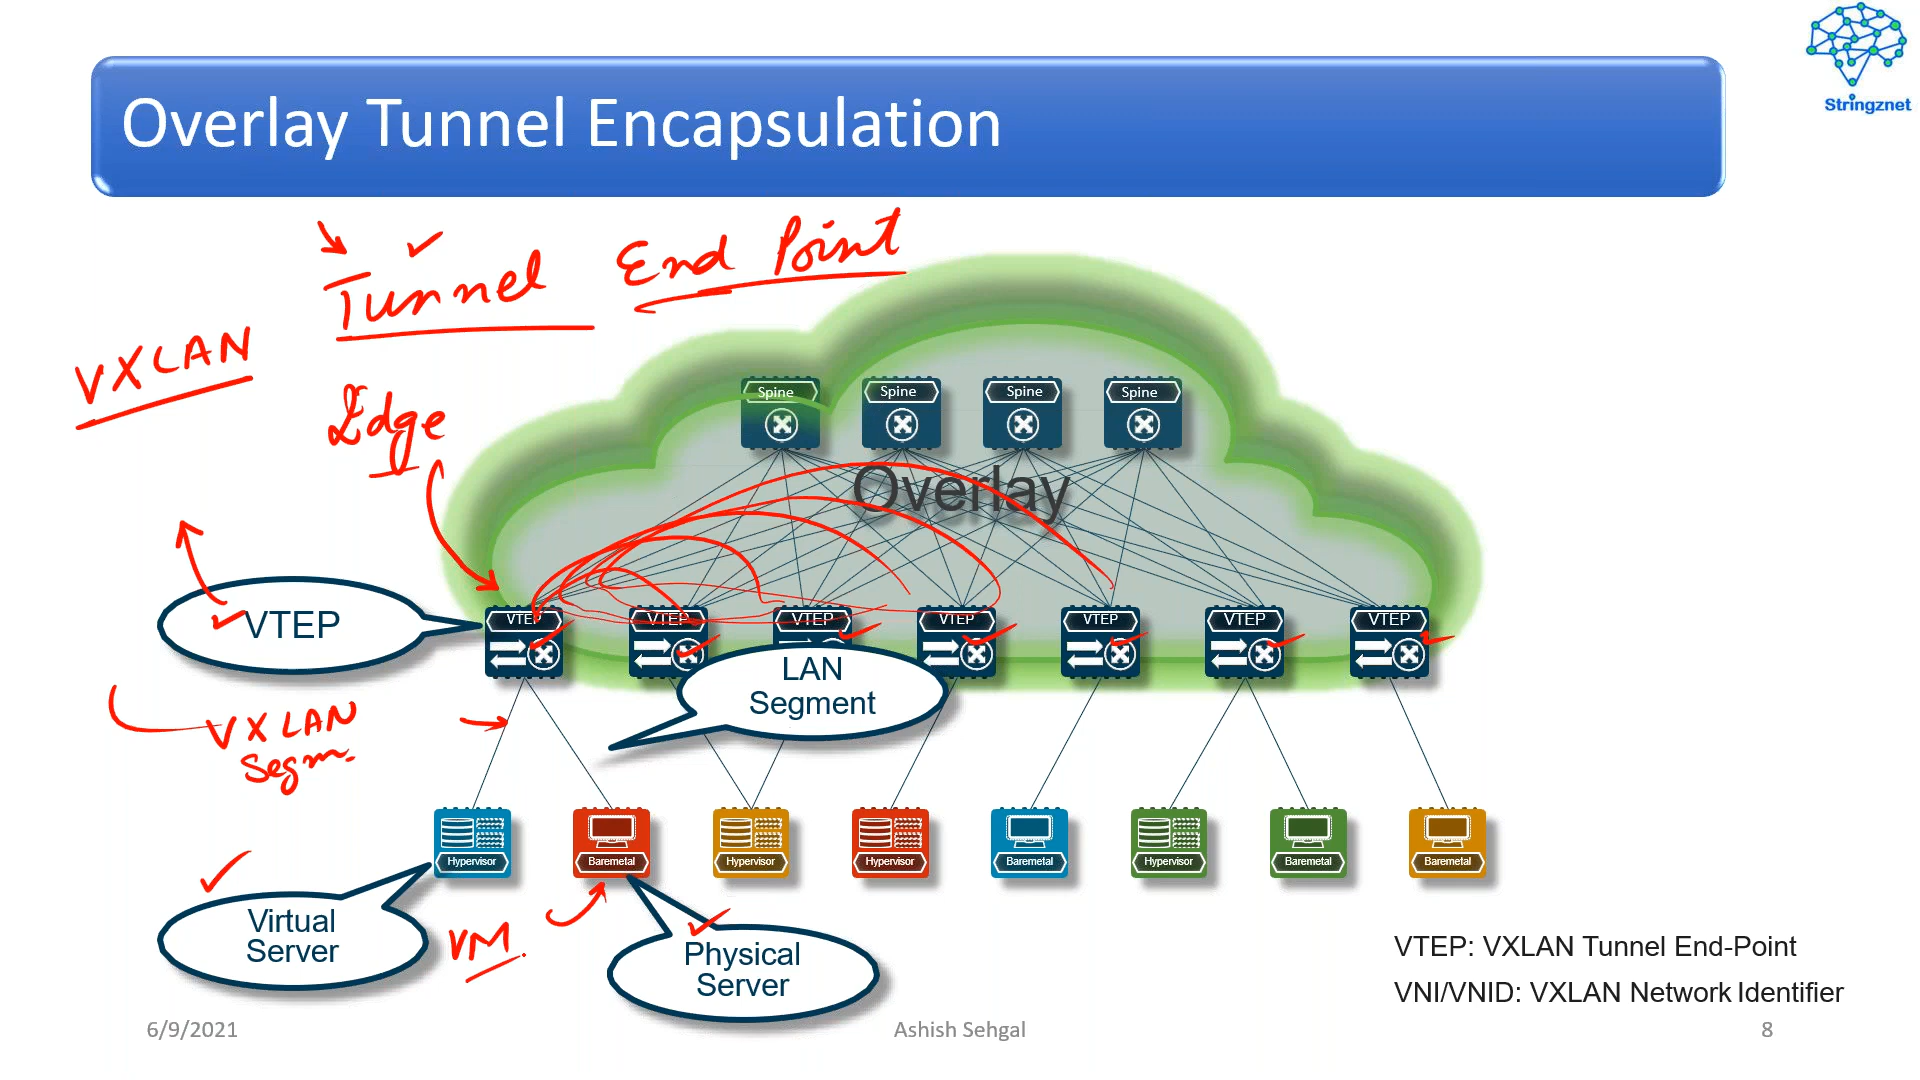 Stringznet
Overlay Tunnel Encapsulation
Tunnel End Point
VXLAN
Edge
Spine Spine Spine Spine
Overlay
VTEP
VTEP VTEP VTEP VTEP VTEP VTEP VTEP
LAN
Segment
VXLAN
Segm.
Hypervisor Baremetal Hypervisor Hypervisor Baremetal Hypervisor Baremetal Baremetal
Virtual
Server
VM.
Physical
Server
VTEP: VXLAN Tunnel End-Point
VNI/VNID: VXLAN Network Identifier
6/9/2021 Ashish Sehgal 8